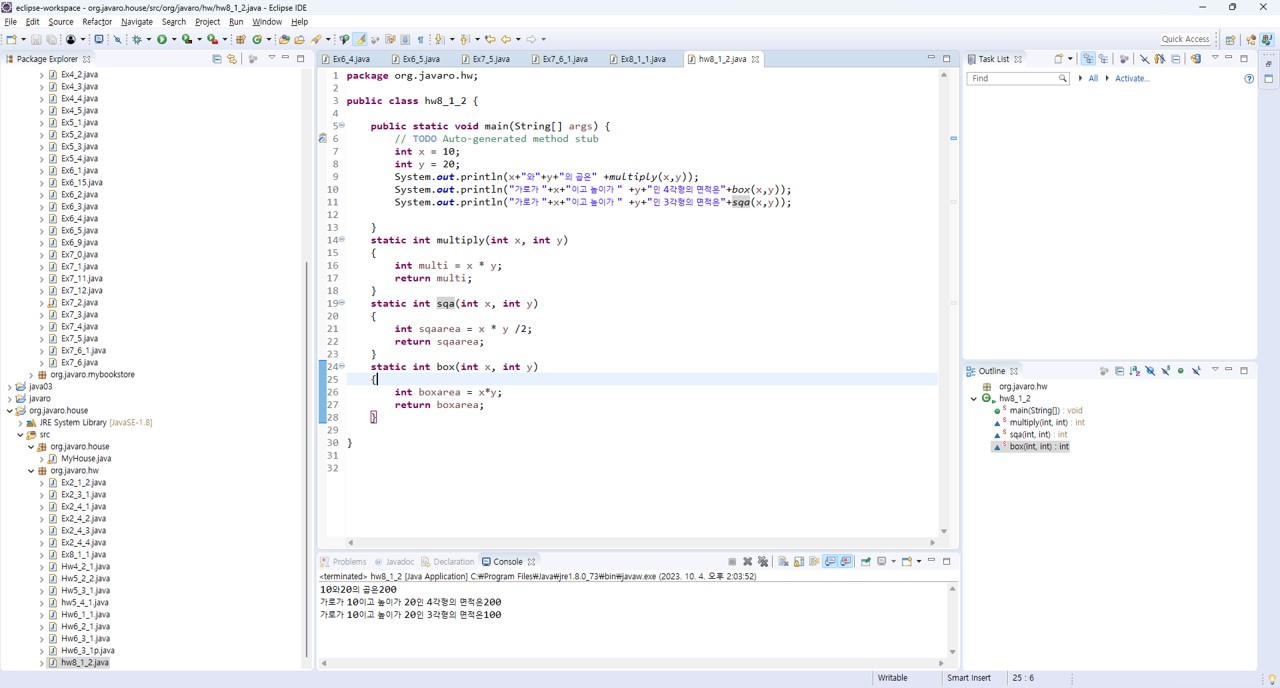 eclipse-workspace - org.javaro.house/src/org/javaro/hw/hw8_1_2.java - Eclipse IDE
File Edit Source Refactor Navigate Search Project Run Window Help
Quick Access
Package Explorer
Ex4_2.java
Ex4_3.java
Ex4_4.java
Ex4_5.java
Ex5_1.java
Ex5_2.java
Ex5_3.java
Ex5_4.java
Ex6_1.java
Ex6_15.java
Ex6_2.java
Ex6_3.java
Ex6_4.java
Ex6_5.java
Ex6_9.java
Ex7_0.java
Ex7_1.java
Ex7_11.java
Ex7_12.java
Ex7_2.java
Ex7_3.java
Ex7_4.java
Ex7_5.java
Ex7_6_1.java
Ex7_6.java
org.javaro.mybookstore
java03
javaro
org.javaro.house
JRE System Library [JavaSE-1.8]
src
org.javaro.house
MyHouse.java
org.javaro.hw
Ex2_1_2.java
Ex2_3_1.java
Ex2_4_1.java
Ex2_4_2.java
Ex2_4_3.java
Ex2_4_4.java
Ex8_1_1.java
Hw4_2_1.java
Hw5_2_2.java
Hw5_3_1.java
hw5_4_1.java
Hw6_1_1.java
Hw6_2_1.java
Hw6_3_1.java
Hw6_3_1p.java
hw8_1_2.java
Ex6_4.java Ex6_5.java Ex7_5.java Ex7_6_1.java Ex8_1_1.java hw8_1_2.java
1 package org.javaro.hw;
2
3 public class hw8_1_2 {
4
5 public static void main(String[] args) {
6 // TODO Auto-generated method stub
7 int x = 10;
8 int y = 20;
9 System.out.println(x+"와"+y+"의 곱은" +multiply(x,y));
10 System.out.println("가로가 "+x+"이고 높이가 " +y+"인 4각형의 면적은"+box(x,y));
11 System.out.println("가로가 "+x+"이고 높이가 " +y+"인 3각형의 면적은"+sqa(x,y));
12
13 }
14 static int multiply(int x, int y)
15 {
16 int multi = x * y;
17 return multi;
18 }
19 static int sqa(int x, int y)
20 {
21 int sqaarea = x * y /2;
22 return sqaarea;
23 }
24 static int box(int x, int y)
25 {
26 int boxarea = x*y;
27 return boxarea;
28 }
29
30 }
31
32
Problems Javadoc Declaration Console
<terminated> hw8_1_2 [Java Application] C:₩Program Files₩Java₩jre1.8.0_73₩bin₩javaw.exe (2023. 10. 4. 오후 2:03:52)
10와20의 곱은200
가로가 10이고 높이가 20인 4각형의 면적은200
가로가 10이고 높이가 20인 3각형의 면적은100
Task List
Find All Activate...
Outline
org.javaro.hw
hw8_1_2
main(String[]) : void
multiply(int, int) : int
sqa(int, int) : int
box(int, int) : int
Writable Smart Insert 25 : 6